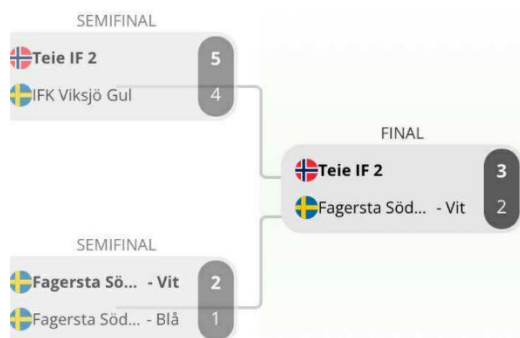 SEMIFINAL
Teie IF 2 5
IFK Viksjö Gul 4
FINAL
Teie IF 2 3
Fagersta Söd... - Vit 2
SEMIFINAL
Fagersta Sö... - Vit 2
Fagersta Söd... - Blå 1